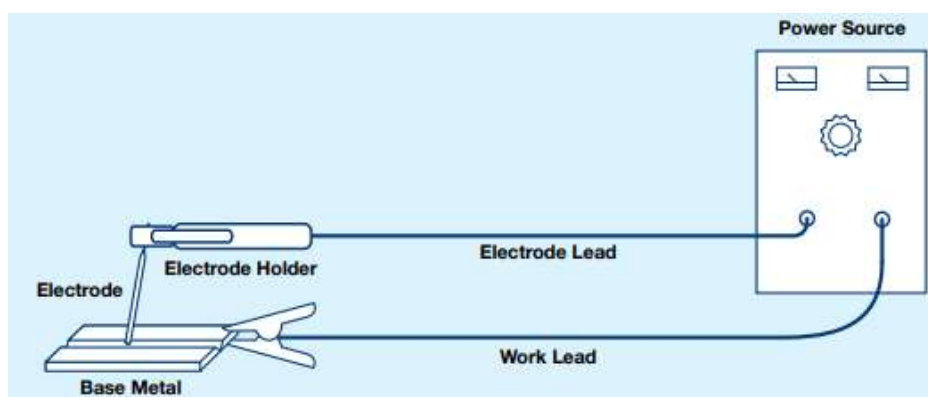 Power Source
Electrode Lead
Electrode Holder
Electrode
Work Lead
Base Metal